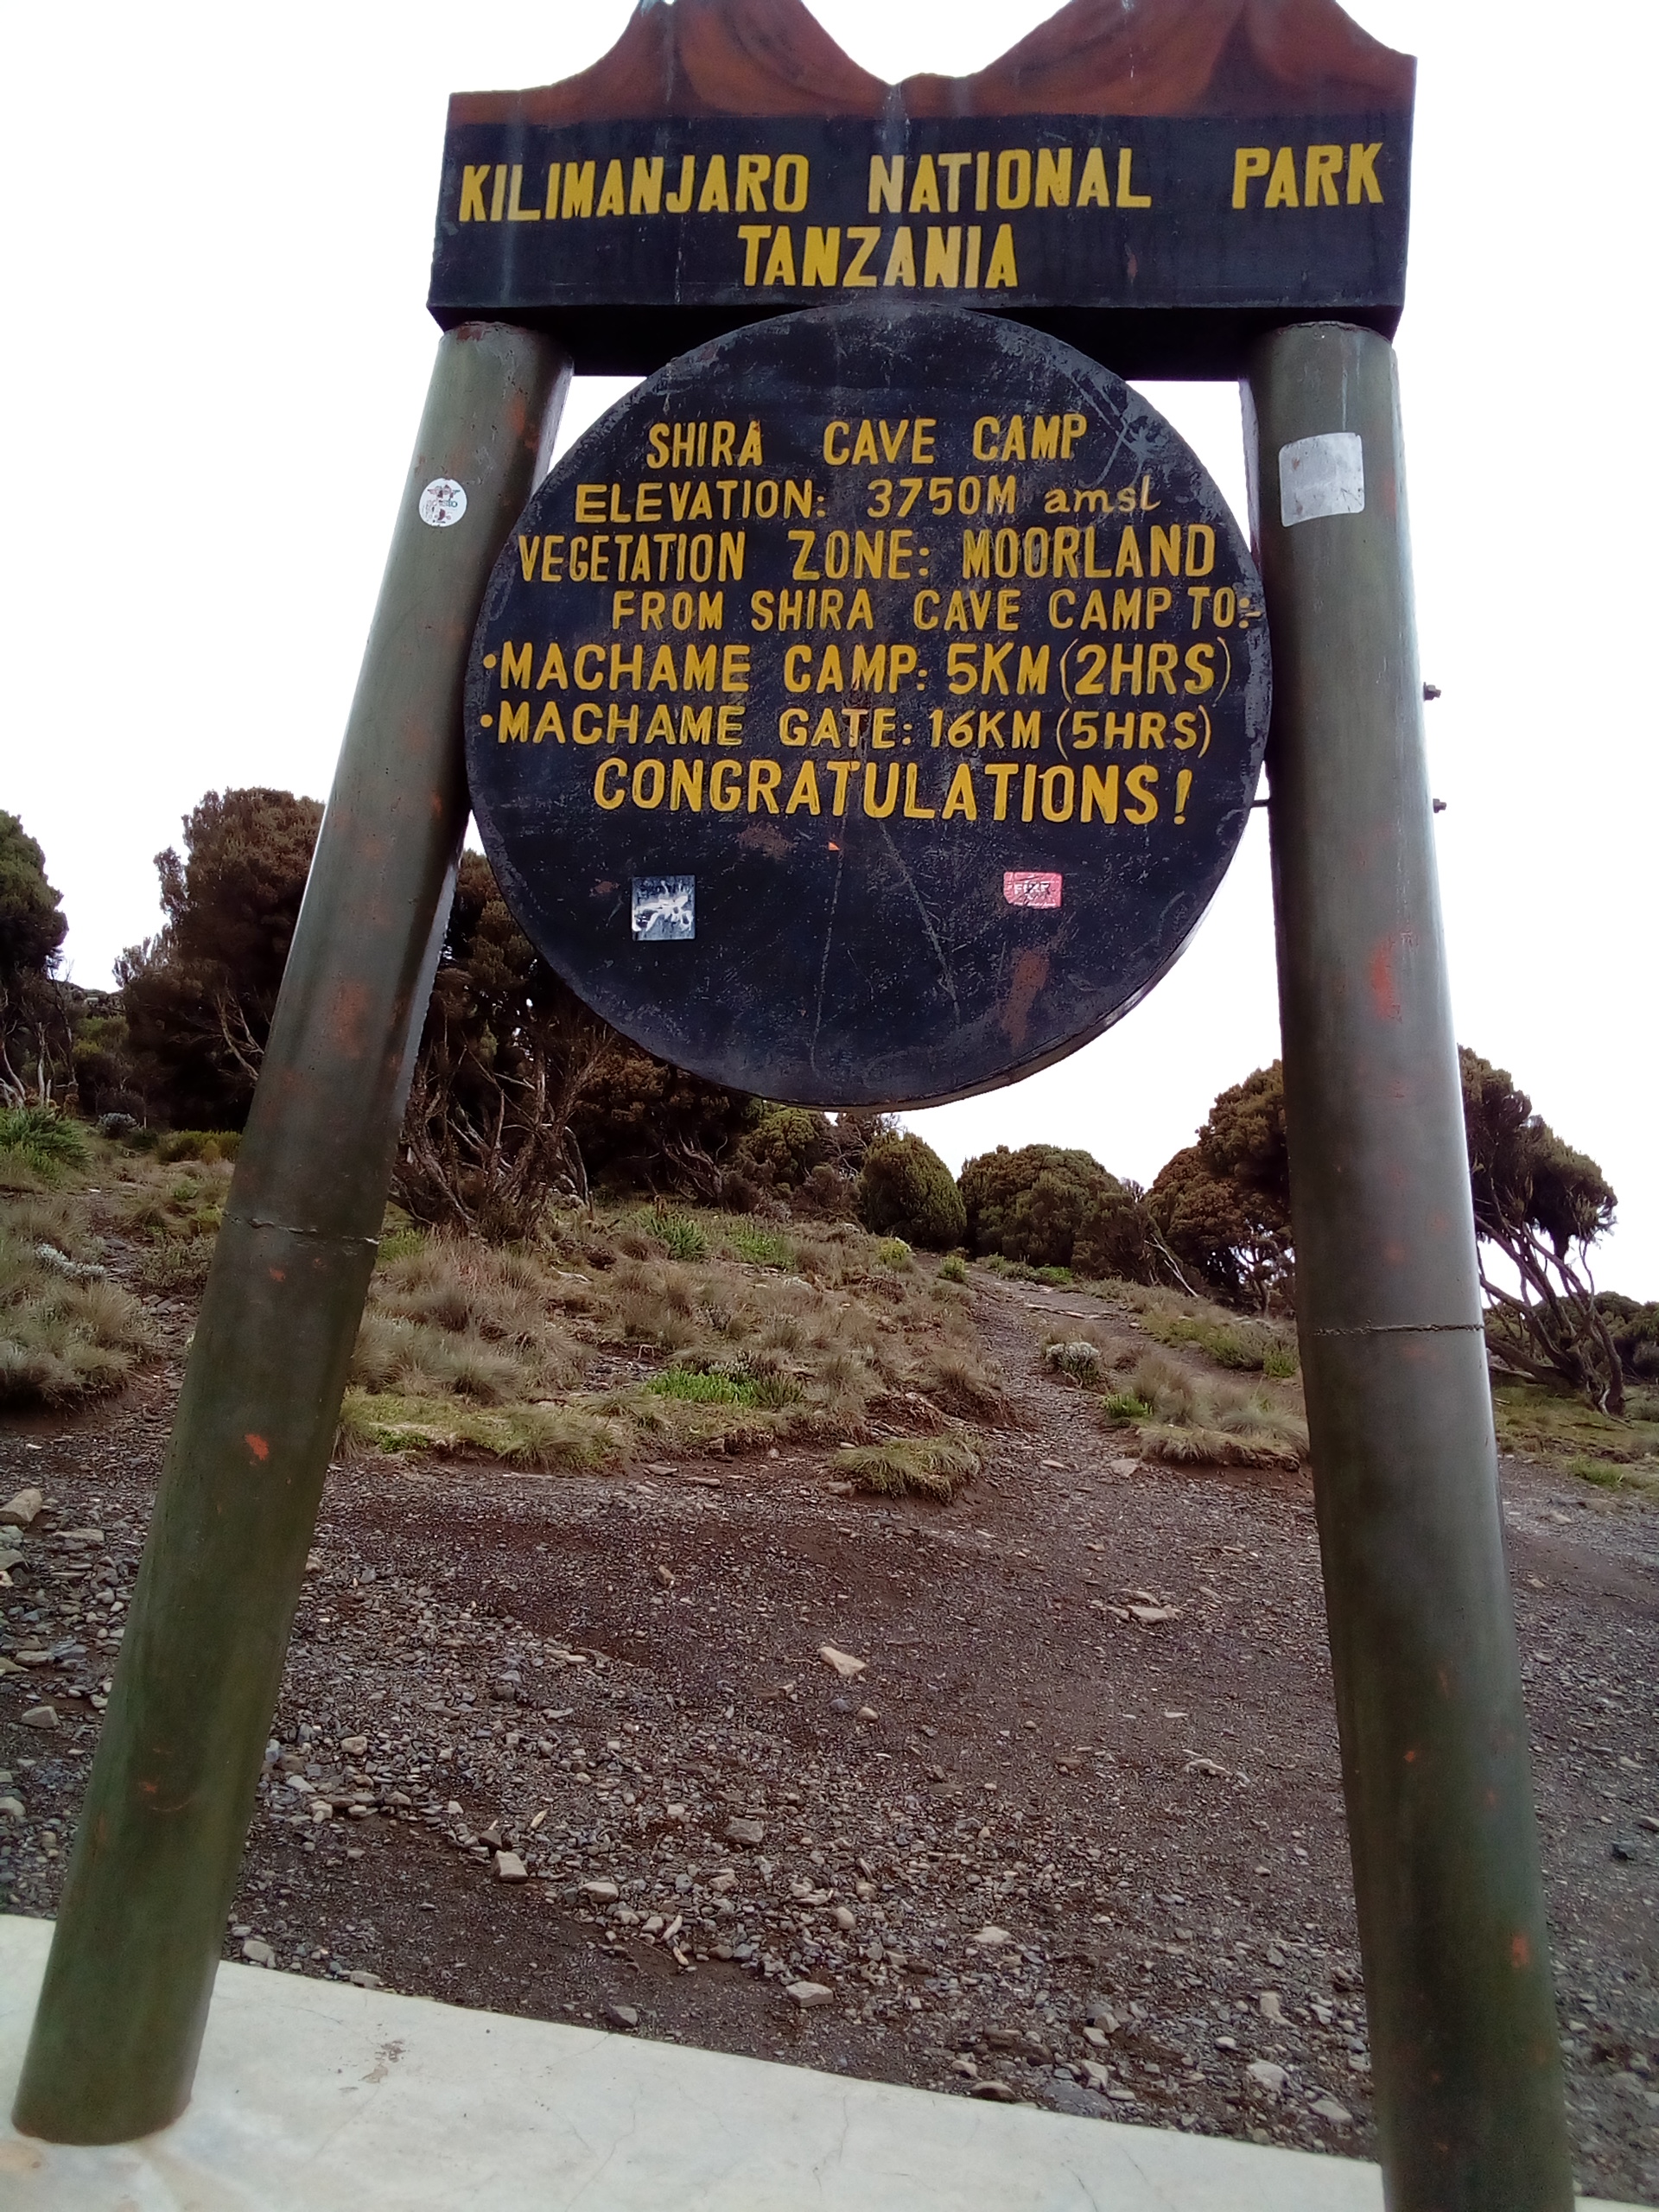 KILIMANJARO NATIONAL PARK
TANZANIA
SHIRA CAVE CAMP
ELEVATION: 3750M amsl
VEGETATION ZONE: MOORLAND
FROM SHIRA CAVE CAMP TO:-
•MACHAME CAMP: 5KM (2HRS)
•MACHAME GATE: 16KM (5HRS)
CONGRATULATIONS!